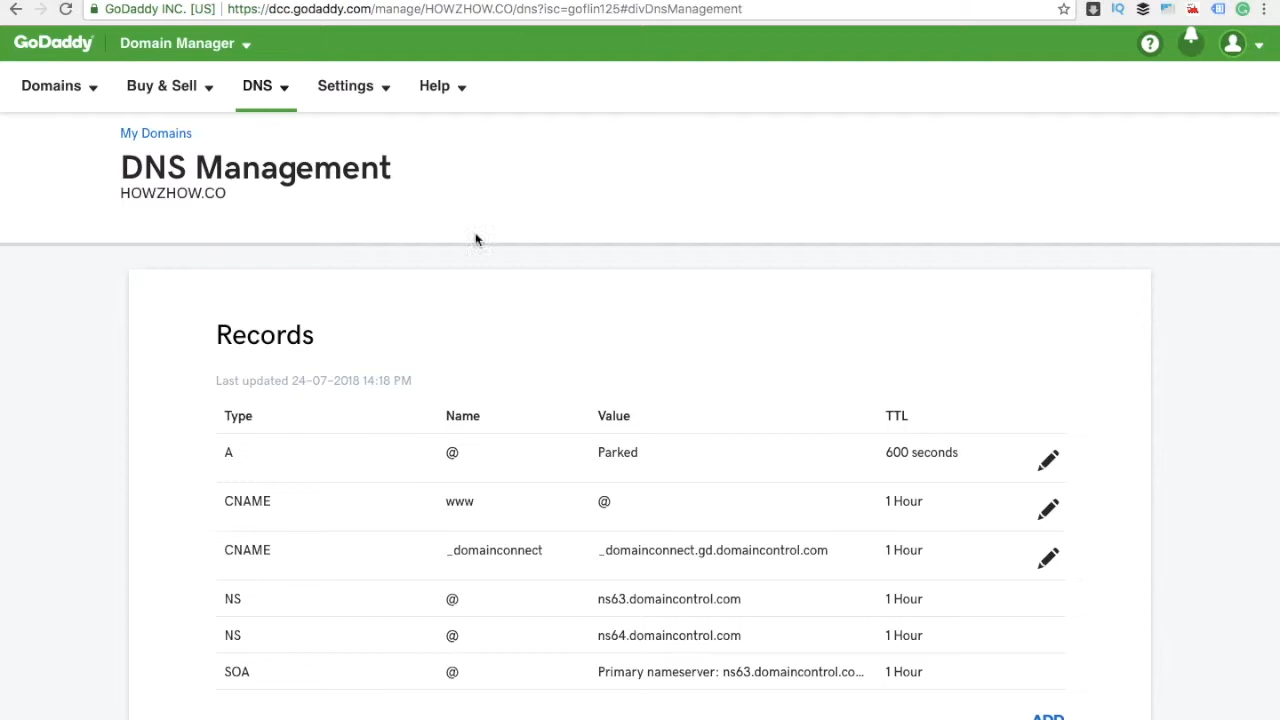 GoDaddy INC. [US] https://dcc.godaddy.com/manage/HOWZHOW.CO/dns?isc=goflin125#divDnsManagement
GoDaddy Domain Manager
Domains Buy & Sell DNS Settings Help
My Domains
DNS Management
HOWZHOW.CO
Records
Last updated 24-07-2018 14:18 PM
Type Name Value TTL
A @ Parked 600 seconds
CNAME www @ 1 Hour
CNAME _domainconnect _domainconnect.gd.domaincontrol.com 1 Hour
NS @ ns63.domaincontrol.com 1 Hour
NS @ ns64.domaincontrol.com 1 Hour
SOA @ Primary nameserver: ns63.domaincontrol.co... 1 Hour
ADD